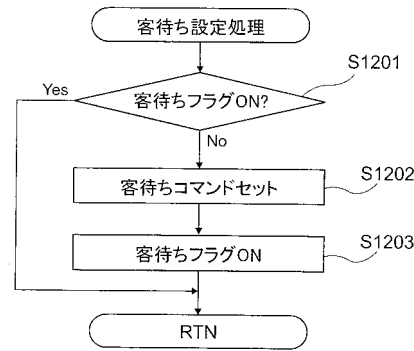 客待ち設定処理
S1201
Yes
客待ちフラグON?
No
S1202
客待ちコマンドセット
S1203
客待ちフラグON
RTN